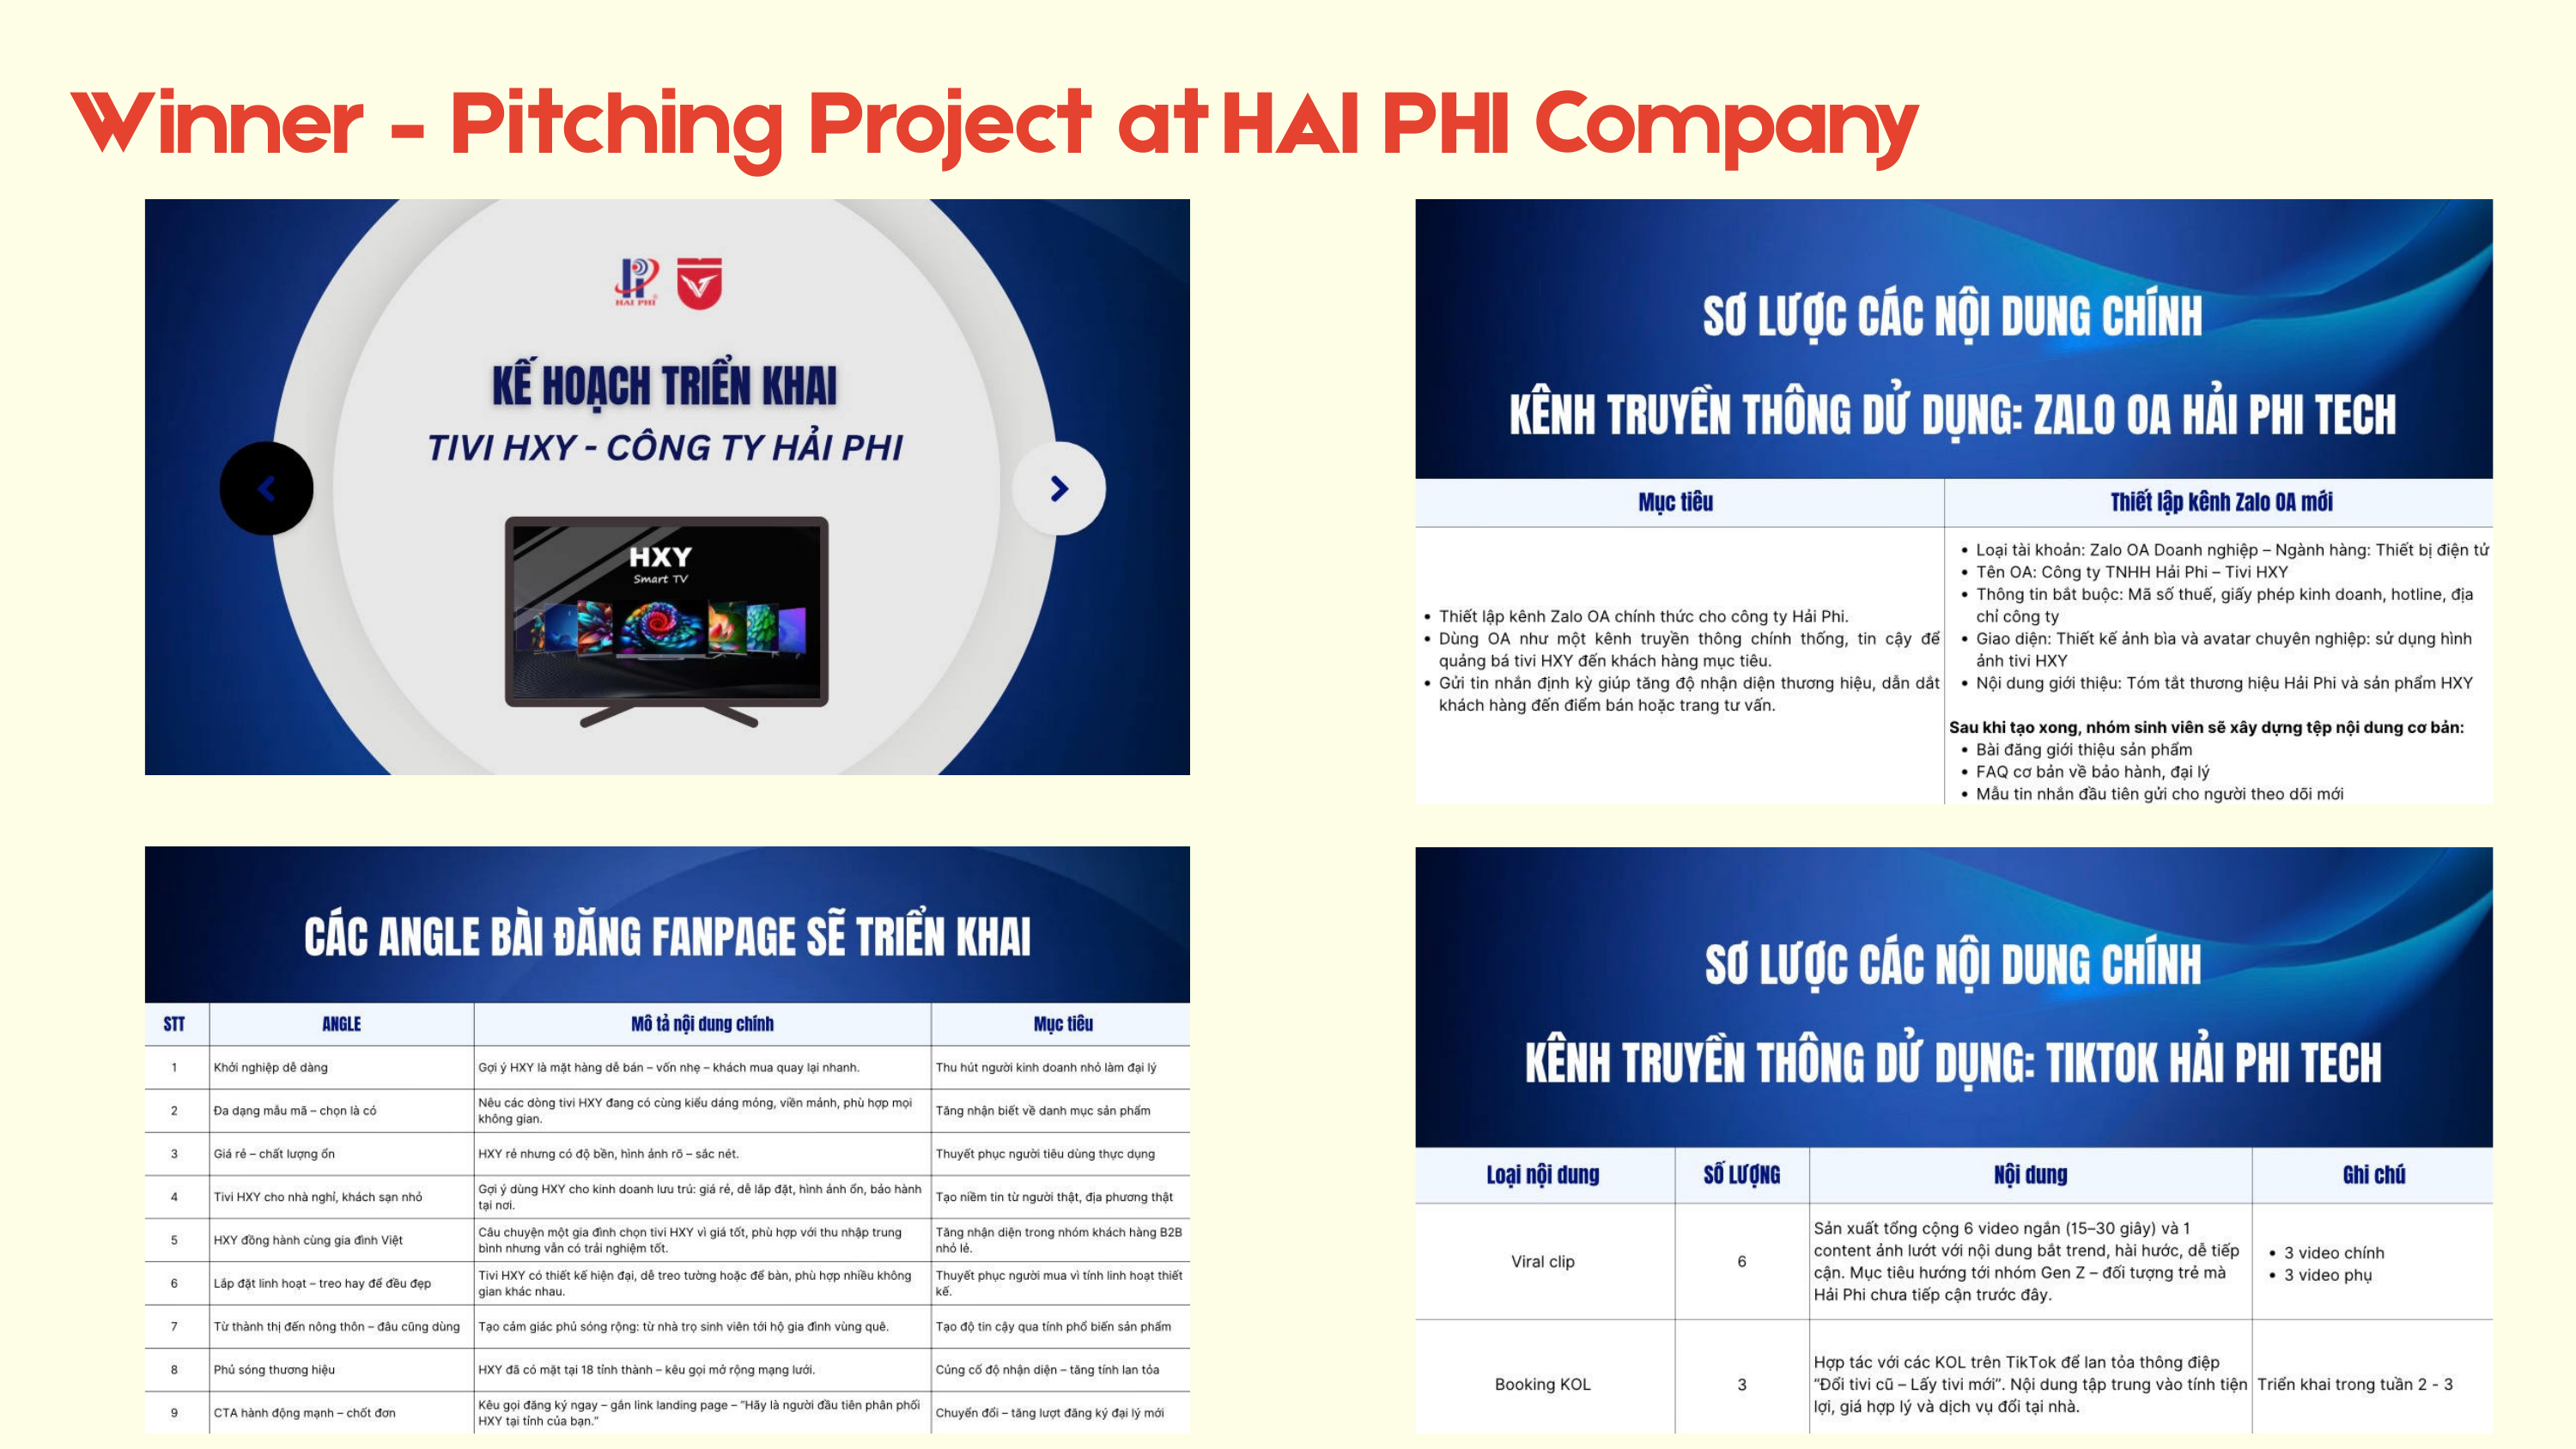 Winner - Pitching Project at HAI PHI Company
HAI PHI
KẾ HOẠCH TRIỂN KHAI
TIVI HXY - CÔNG TY HẢI PHI
HXY
Smart TV
SƠ LƯỢC CÁC NỘI DUNG CHÍNH
KÊNH TRUYỀN THÔNG DỬ DỤNG: ZALO OA HẢI PHI TECH
Mục tiêu
Thiết lập kênh Zalo OA mới
• Thiết lập kênh Zalo OA chính thức cho công ty Hải Phi.
• Dùng OA như một kênh truyền thông chính thống, tin cậy để
quảng bá tivi HXY đến khách hàng mục tiêu.
• Gửi tin nhắn định kỳ giúp tăng độ nhận diện thương hiệu, dẫn dắt
khách hàng đến điểm bán hoặc trang tư vấn.
• Loại tài khoản: Zalo OA Doanh nghiệp – Ngành hàng: Thiết bị điện tử
• Tên OA: Công ty TNHH Hải Phi – Tivi HXY
• Thông tin bắt buộc: Mã số thuế, giấy phép kinh doanh, hotline, địa
chỉ công ty
• Giao diện: Thiết kế ảnh bìa và avatar chuyên nghiệp: sử dụng hình
ảnh tivi HXY
• Nội dung giới thiệu: Tóm tắt thương hiệu Hải Phi và sản phẩm HXY
Sau khi tạo xong, nhóm sinh viên sẽ xây dựng tệp nội dung cơ bản:
• Bài đăng giới thiệu sản phẩm
• FAQ cơ bản về bảo hành, đại lý
• Mẫu tin nhắn đầu tiên gửi cho người theo dõi mới
CÁC ANGLE BÀI ĐĂNG FANPAGE SẼ TRIỂN KHAI
STT ANGLE Mô tả nội dung chính Mục tiêu
1 Khởi nghiệp dễ dàng Gợi ý HXY là mặt hàng dễ bán – vốn nhẹ – khách mua quay lại nhanh. Thu hút người kinh doanh nhỏ làm đại lý
2 Đa dạng mẫu mã – chọn là có Nêu các dòng tivi HXY đang có cùng kiểu dáng mỏng, viền mảnh, phù hợp mọi
không gian. Tăng nhận biết về danh mục sản phẩm
3 Giá rẻ – chất lượng ổn HXY rẻ nhưng có độ bền, hình ảnh rõ – sắc nét. Thuyết phục người tiêu dùng thực dụng
4 Tivi HXY cho nhà nghỉ, khách sạn nhỏ Gợi ý dùng HXY cho kinh doanh lưu trú: giá rẻ, dễ lắp đặt, hình ảnh ổn, bảo hành
tại nơi. Tạo niềm tin từ người thật, địa phương thật
5 HXY đồng hành cùng gia đình Việt Câu chuyện một gia đình chọn tivi HXY vì giá tốt, phù hợp với thu nhập trung
bình nhưng vẫn có trải nghiệm tốt. Tăng nhận diện trong nhóm khách hàng B2B
nhỏ lẻ.
6 Lắp đặt linh hoạt – treo hay để đều đẹp Tivi HXY có thiết kế hiện đại, dễ treo tường hoặc để bàn, phù hợp nhiều không
gian khác nhau. Thuyết phục người mua vì tính linh hoạt thiết
kế.
7 Từ thành thị đến nông thôn – đâu cũng dùng Tạo cảm giác phủ sóng rộng: từ nhà trọ sinh viên tới hộ gia đình vùng quê. Tạo độ tin cậy qua tính phổ biến sản phẩm
8 Phủ sóng thương hiệu HXY đã có mặt tại 18 tỉnh thành – kêu gọi mở rộng mạng lưới. Củng cố độ nhận diện – tăng tính lan tỏa
9 CTA hành động mạnh – chốt đơn Kêu gọi đăng ký ngay – gắn link landing page – “Hãy là người đầu tiên phân phối
HXY tại tỉnh của bạn.” Chuyển đổi – tăng lượt đăng ký đại lý mới
SƠ LƯỢC CÁC NỘI DUNG CHÍNH
KÊNH TRUYỀN THÔNG DỬ DỤNG: TIKTOK HẢI PHI TECH
Loại nội dung SỐ LƯỢNG Nội dung Ghi chú
Viral clip 6
Sản xuất tổng cộng 6 video ngắn (15–30 giây) và 1
content ảnh lướt với nội dung bắt trend, hài hước, dễ tiếp
cận. Mục tiêu hướng tới nhóm Gen Z – đối tượng trẻ mà
Hải Phi chưa tiếp cận trước đây.
• 3 video chính
• 3 video phụ
Booking KOL 3
Hợp tác với các KOL trên TikTok để lan tỏa thông điệp
“Đổi tivi cũ – Lấy tivi mới”. Nội dung tập trung vào tính tiện
lợi, giá hợp lý và dịch vụ đổi tại nhà.
Triển khai trong tuần 2 - 3